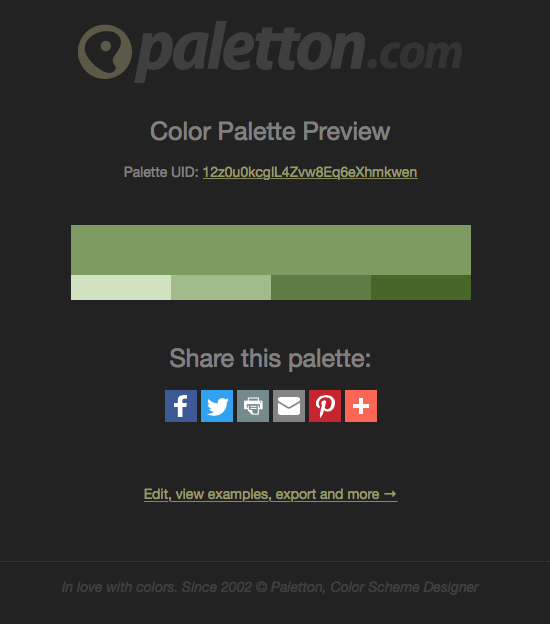 paletton.com
Color Palette Preview
Palette UID: 12z0u0kcglL4Zvw8Eq6eXhmkwen
Share this palette:
Edit, view examples, export and more →
In love with colors. Since 2002 © Paletton, Color Scheme Designer